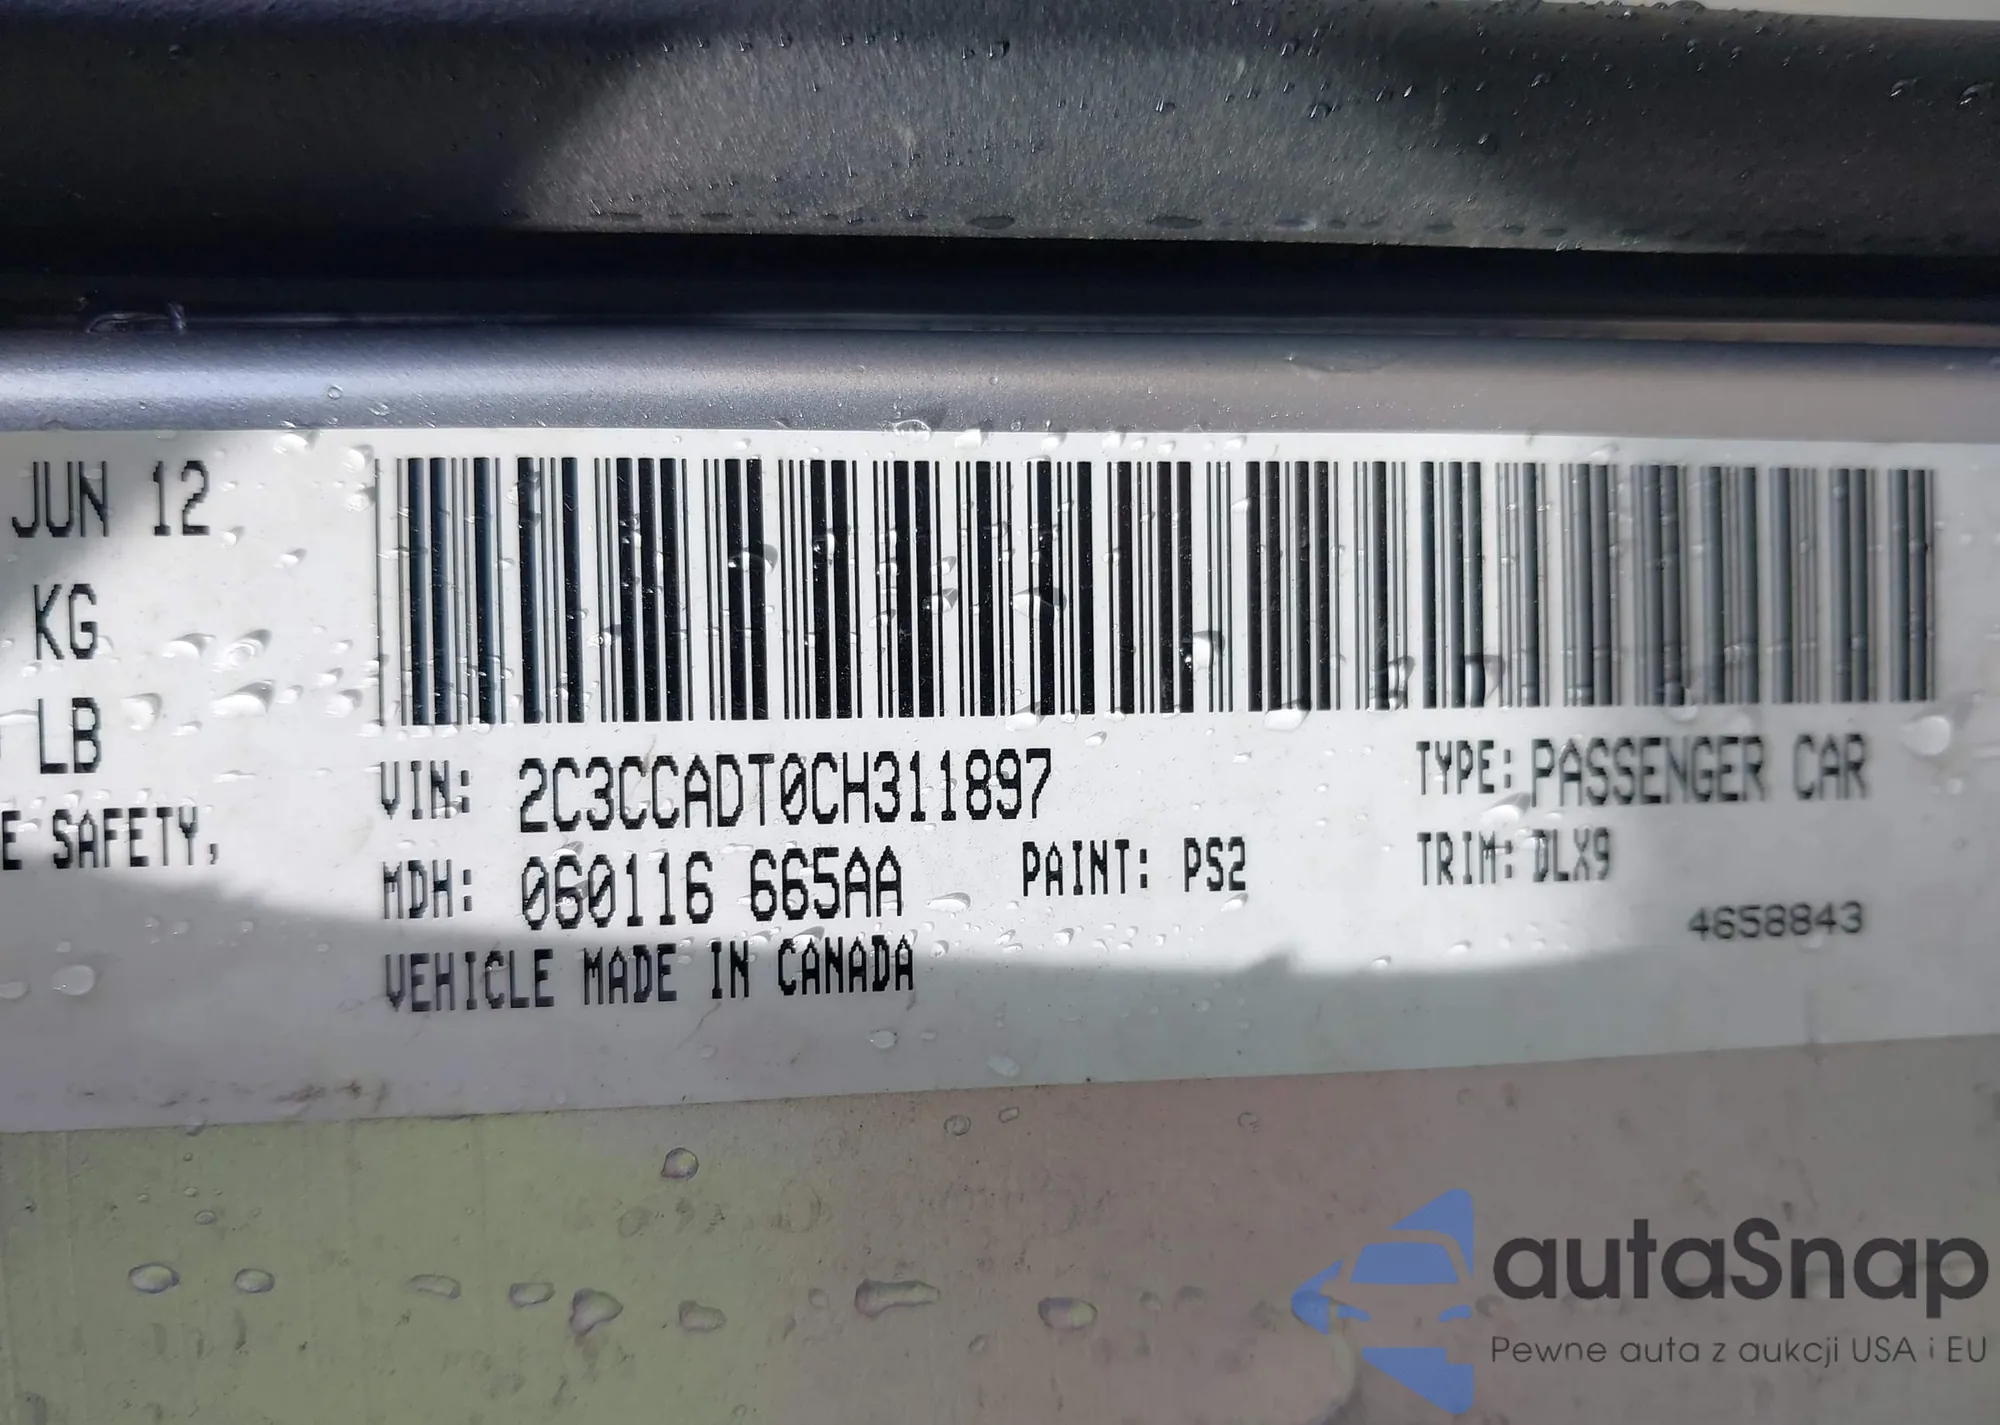 JUN 12
KG
LB
E SAFETY,
VIN: 2C3CCADT0CH311897
TYPE: PASSENGER CAR
MDH: 060116 665AA
PAINT: PS2
TRIM: DLX9
4658843
VEHICLE MADE IN CANADA
autaSnap
Pewne auta z aukcji USA i EU